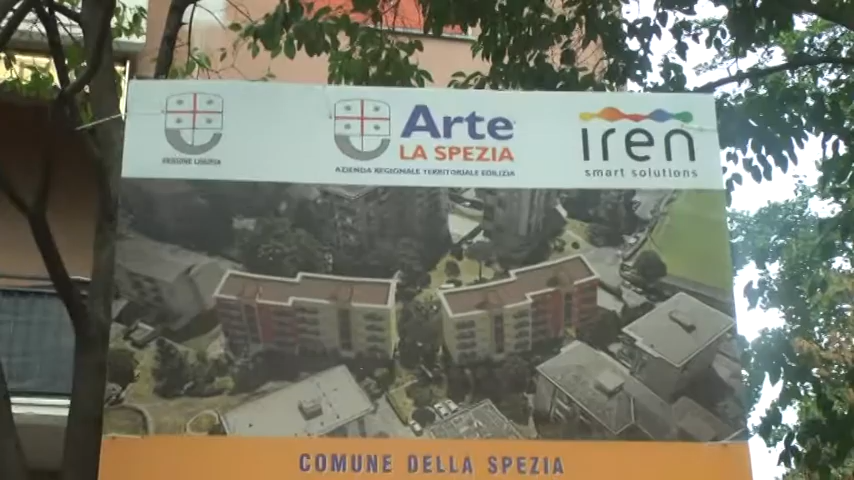 REGIONE LIGURIA
Arte
LA SPEZIA
AZIENDA REGIONALE TERRITORIALE EDILIZIA
iren
smart solutions
COMUNE DELLA SPEZIA